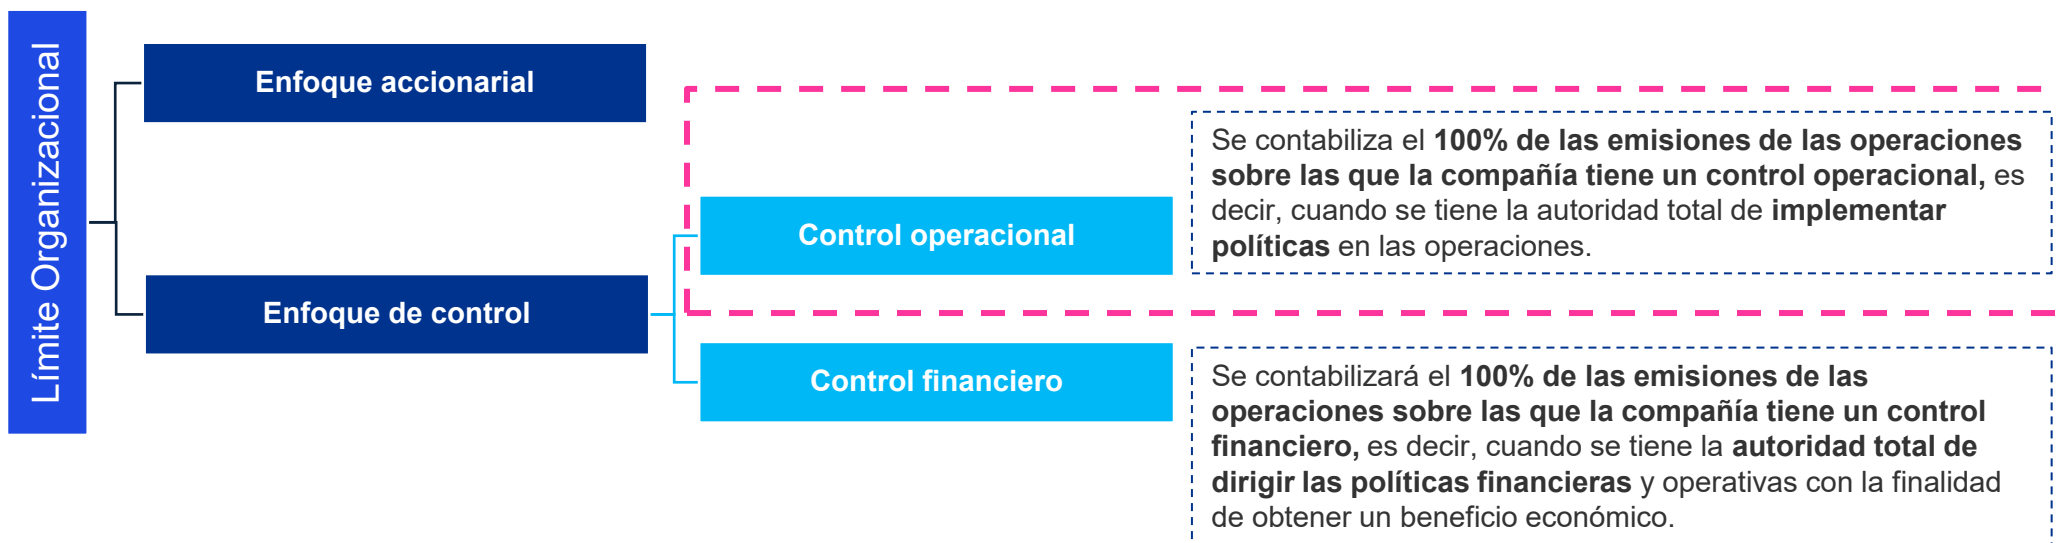 Límite Organizacional
Enfoque accionarial
Enfoque de control
Control operacional
Se contabiliza el 100% de las emisiones de las operaciones
sobre las que la compañía tiene un control operacional, es
decir, cuando se tiene la autoridad total de implementar
políticas en las operaciones.
Control financiero
Se contabilizará el 100% de las emisiones de las
operaciones sobre las que la compañía tiene un control
financiero, es decir, cuando se tiene la autoridad total de
dirigir las políticas financieras y operativas con la finalidad
de obtener un beneficio económico.